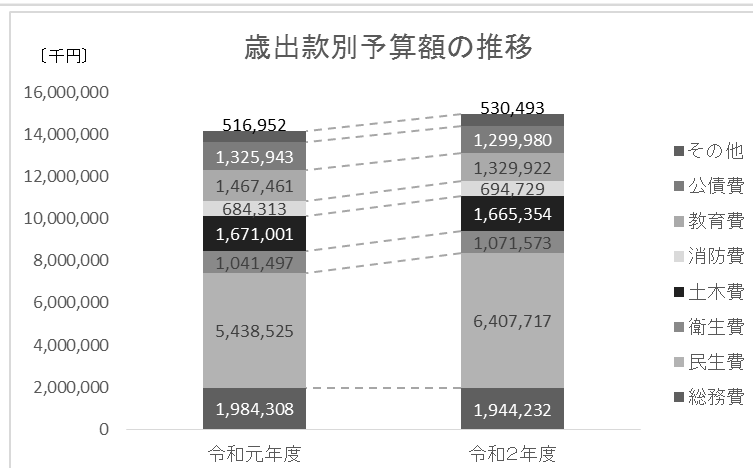 歳出款別予算額の推移
〔千円〕
16,000,000
14,000,000
12,000,000
10,000,000
8,000,000
6,000,000
4,000,000
2,000,000
0
516,952
1,325,943
1,467,461
684,313
1,671,001
1,041,497
5,438,525
1,984,308
530,493
1,299,980
1,329,922
694,729
1,665,354
1,071,573
6,407,717
1,944,232
令和元年度
令和2年度
■その他
■公債費
■教育費
■消防費
■土木費
■衛生費
■民生費
■総務費